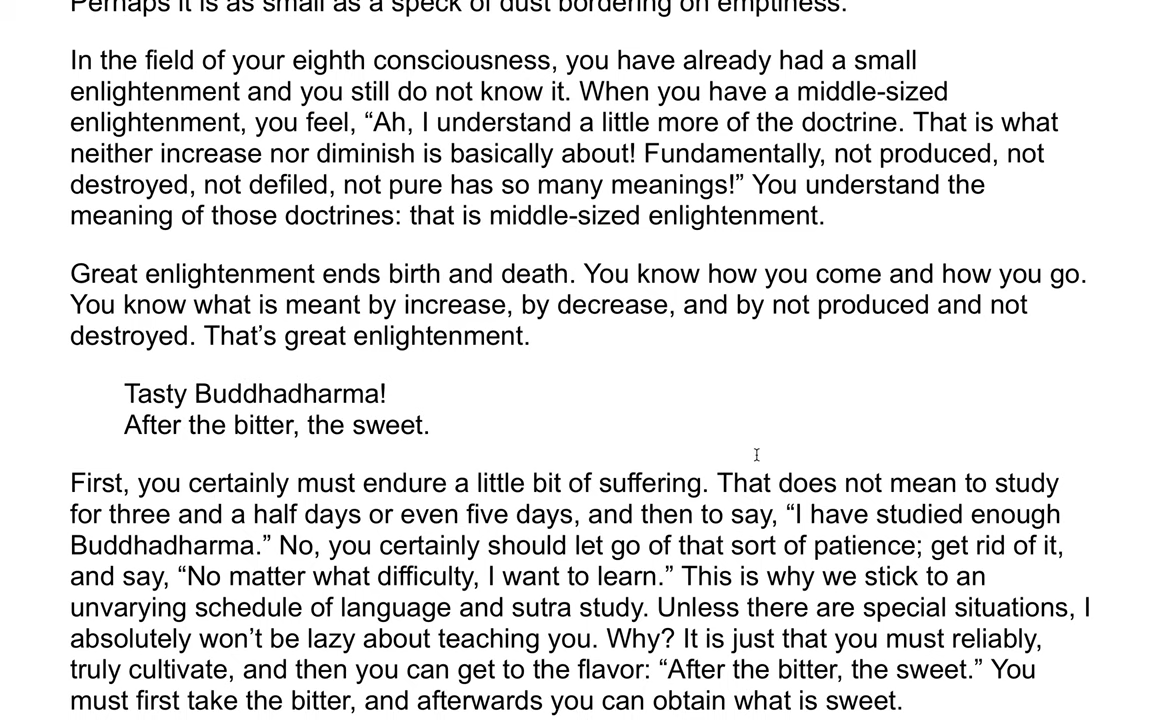 Perhaps it is as small as a speck of dust bordering on emptiness.
In the field of your eighth consciousness, you have already had a small
enlightenment and you still do not know it. When you have a middle-sized
enlightenment, you feel, “Ah, I understand a little more of the doctrine. That is what
neither increase nor diminish is basically about! Fundamentally, not produced, not
destroyed, not defiled, not pure has so many meanings!” You understand the
meaning of those doctrines: that is middle-sized enlightenment.
Great enlightenment ends birth and death. You know how you come and how you go.
You know what is meant by increase, by decrease, and by not produced and not
destroyed. That’s great enlightenment.
Tasty Buddhadharma!
After the bitter, the sweet.
First, you certainly must endure a little bit of suffering. That does not mean to study
for three and a half days or even five days, and then to say, “I have studied enough
Buddhadharma.” No, you certainly should let go of that sort of patience; get rid of it,
and say, “No matter what difficulty, I want to learn.” This is why we stick to an
unvarying schedule of language and sutra study. Unless there are special situations, I
absolutely won’t be lazy about teaching you. Why? It is just that you must reliably,
truly cultivate, and then you can get to the flavor: “After the bitter, the sweet.” You
must first take the bitter, and afterwards you can obtain what is sweet.